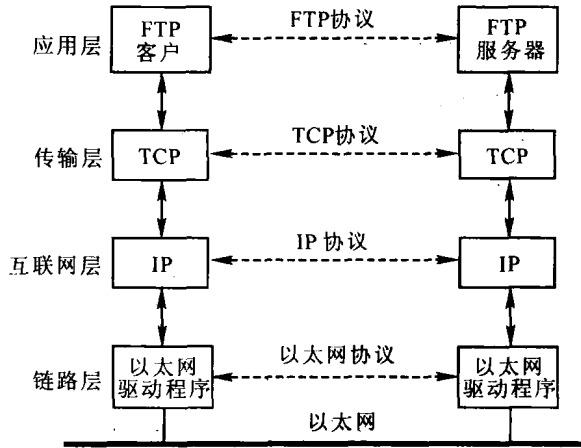 FTP协议
应用层
FTP
客户
FTP
服务器
TCP协议
传输层
TCP
TCP
IP 协议
互联网层
IP
IP
以太网协议
链路层
以太网
驱动程序
以太网
驱动程序
以太网